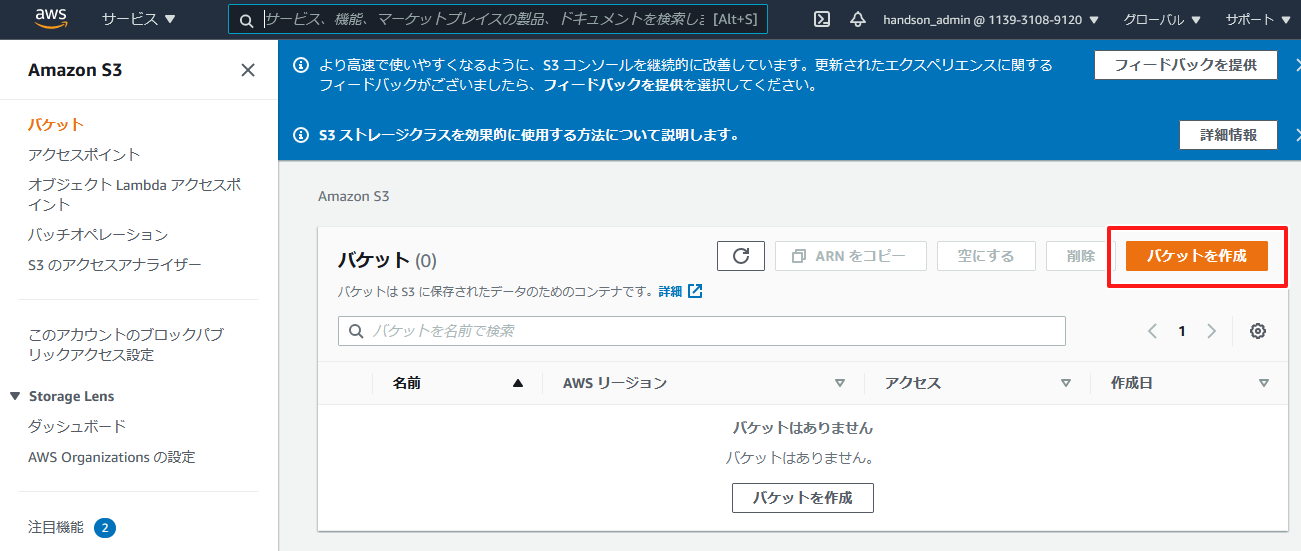 aws サービス ▼ サービス、機能、マーケットプレイスの製品、ドキュメントを検索しま [Alt+S] handson_admin @ 1139-3108-9120 ▼ グローバル ▼ サポート ▼
Amazon S3
バケット
アクセスポイント
オブジェクト Lambda アクセスポ
イント
バッチオペレーション
S3 のアクセスアナライザー
このアカウントのブロックパブ
リックアクセス設定
▼ Storage Lens
ダッシュボード
AWS Organizations の設定
注目機能 2
より高速で使いやすくなるように、S3 コンソールを継続的に改善しています。更新されたエクスペリエンスに関する
フィードバックがございましたら、フィードバックを提供を選択してください。
フィードバックを提供
S3 ストレージクラスを効果的に使用する方法について説明します。
詳細情報
Amazon S3
バケット (0)
ARN をコピー
空にする
削除
バケットを作成
バケットは S3 に保存されたデータのためのコンテナです。詳細
バケットを名前で検索
1
名前 ▲ AWS リージョン ▽ アクセス ▽ 作成日 ▽
バケットはありません
バケットはありません。
バケットを作成